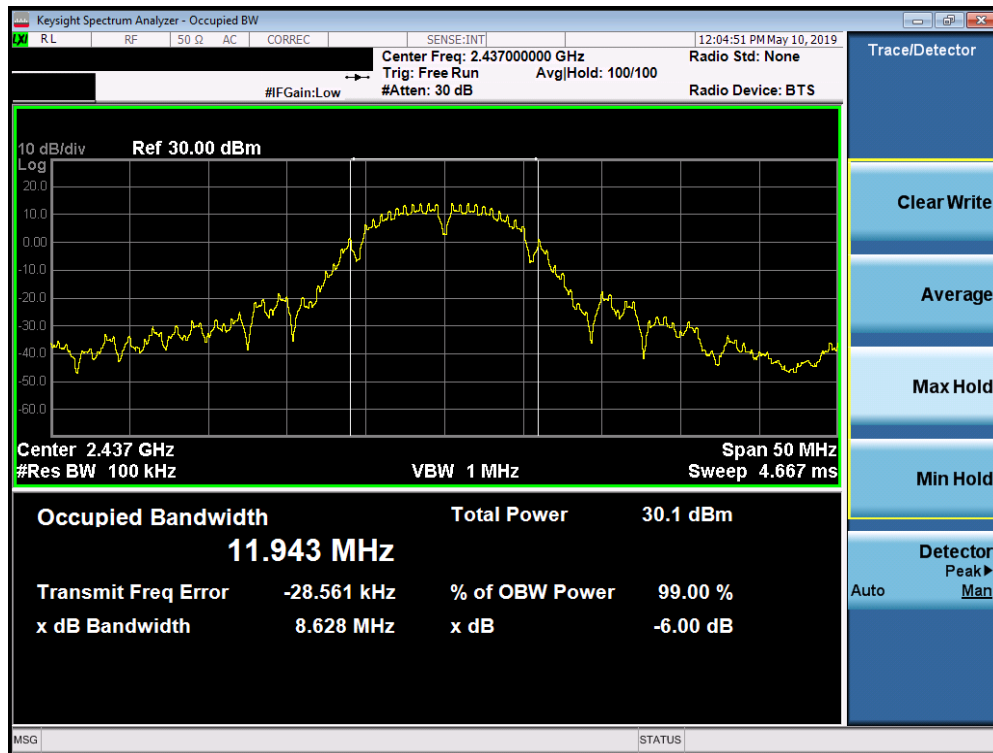 Keysight Spectrum Analyzer - Occupied BW
LXI RL RF 50 Ω AC CORREC SENSE:INT 12:04:51 PM May 10, 2019
Center Freq: 2.437000000 GHz Radio Std: None
Trig: Free Run Avg|Hold: 100/100
#IFGain:Low #Atten: 30 dB Radio Device: BTS
10 dB/div Ref 30.00 dBm
Log
20.0
10.0
0.00
-10.0
-20.0
-30.0
-40.0
-50.0
-60.0
Center 2.437 GHz Span 50 MHz
#Res BW 100 kHz VBW 1 MHz Sweep 4.667 ms
Occupied Bandwidth Total Power 30.1 dBm
11.943 MHz
Transmit Freq Error -28.561 kHz % of OBW Power 99.00 %
x dB Bandwidth 8.628 MHz x dB -6.00 dB
MSG STATUS
Trace/Detector
Clear Write
Average
Max Hold
Min Hold
Detector
Peak▶
Auto Man